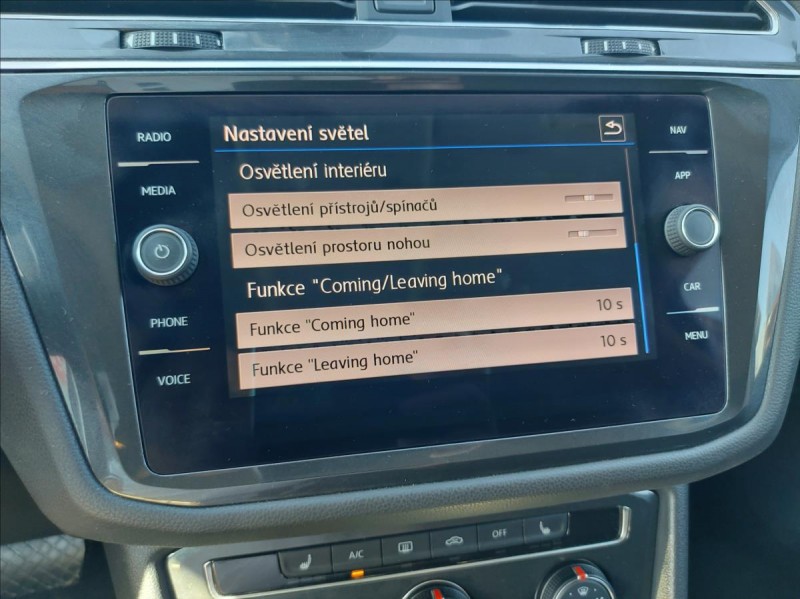 RADIO
MEDIA
PHONE
VOICE
Nastavení světel
Osvětlení interiéru
Osvětlení přístrojů/spínačů
Osvětlení prostoru nohou
Funkce "Coming/Leaving home"
Funkce "Coming home" 10 s
Funkce "Leaving home" 10 s
NAV
APP
CAR
MENU
A/C
OFF